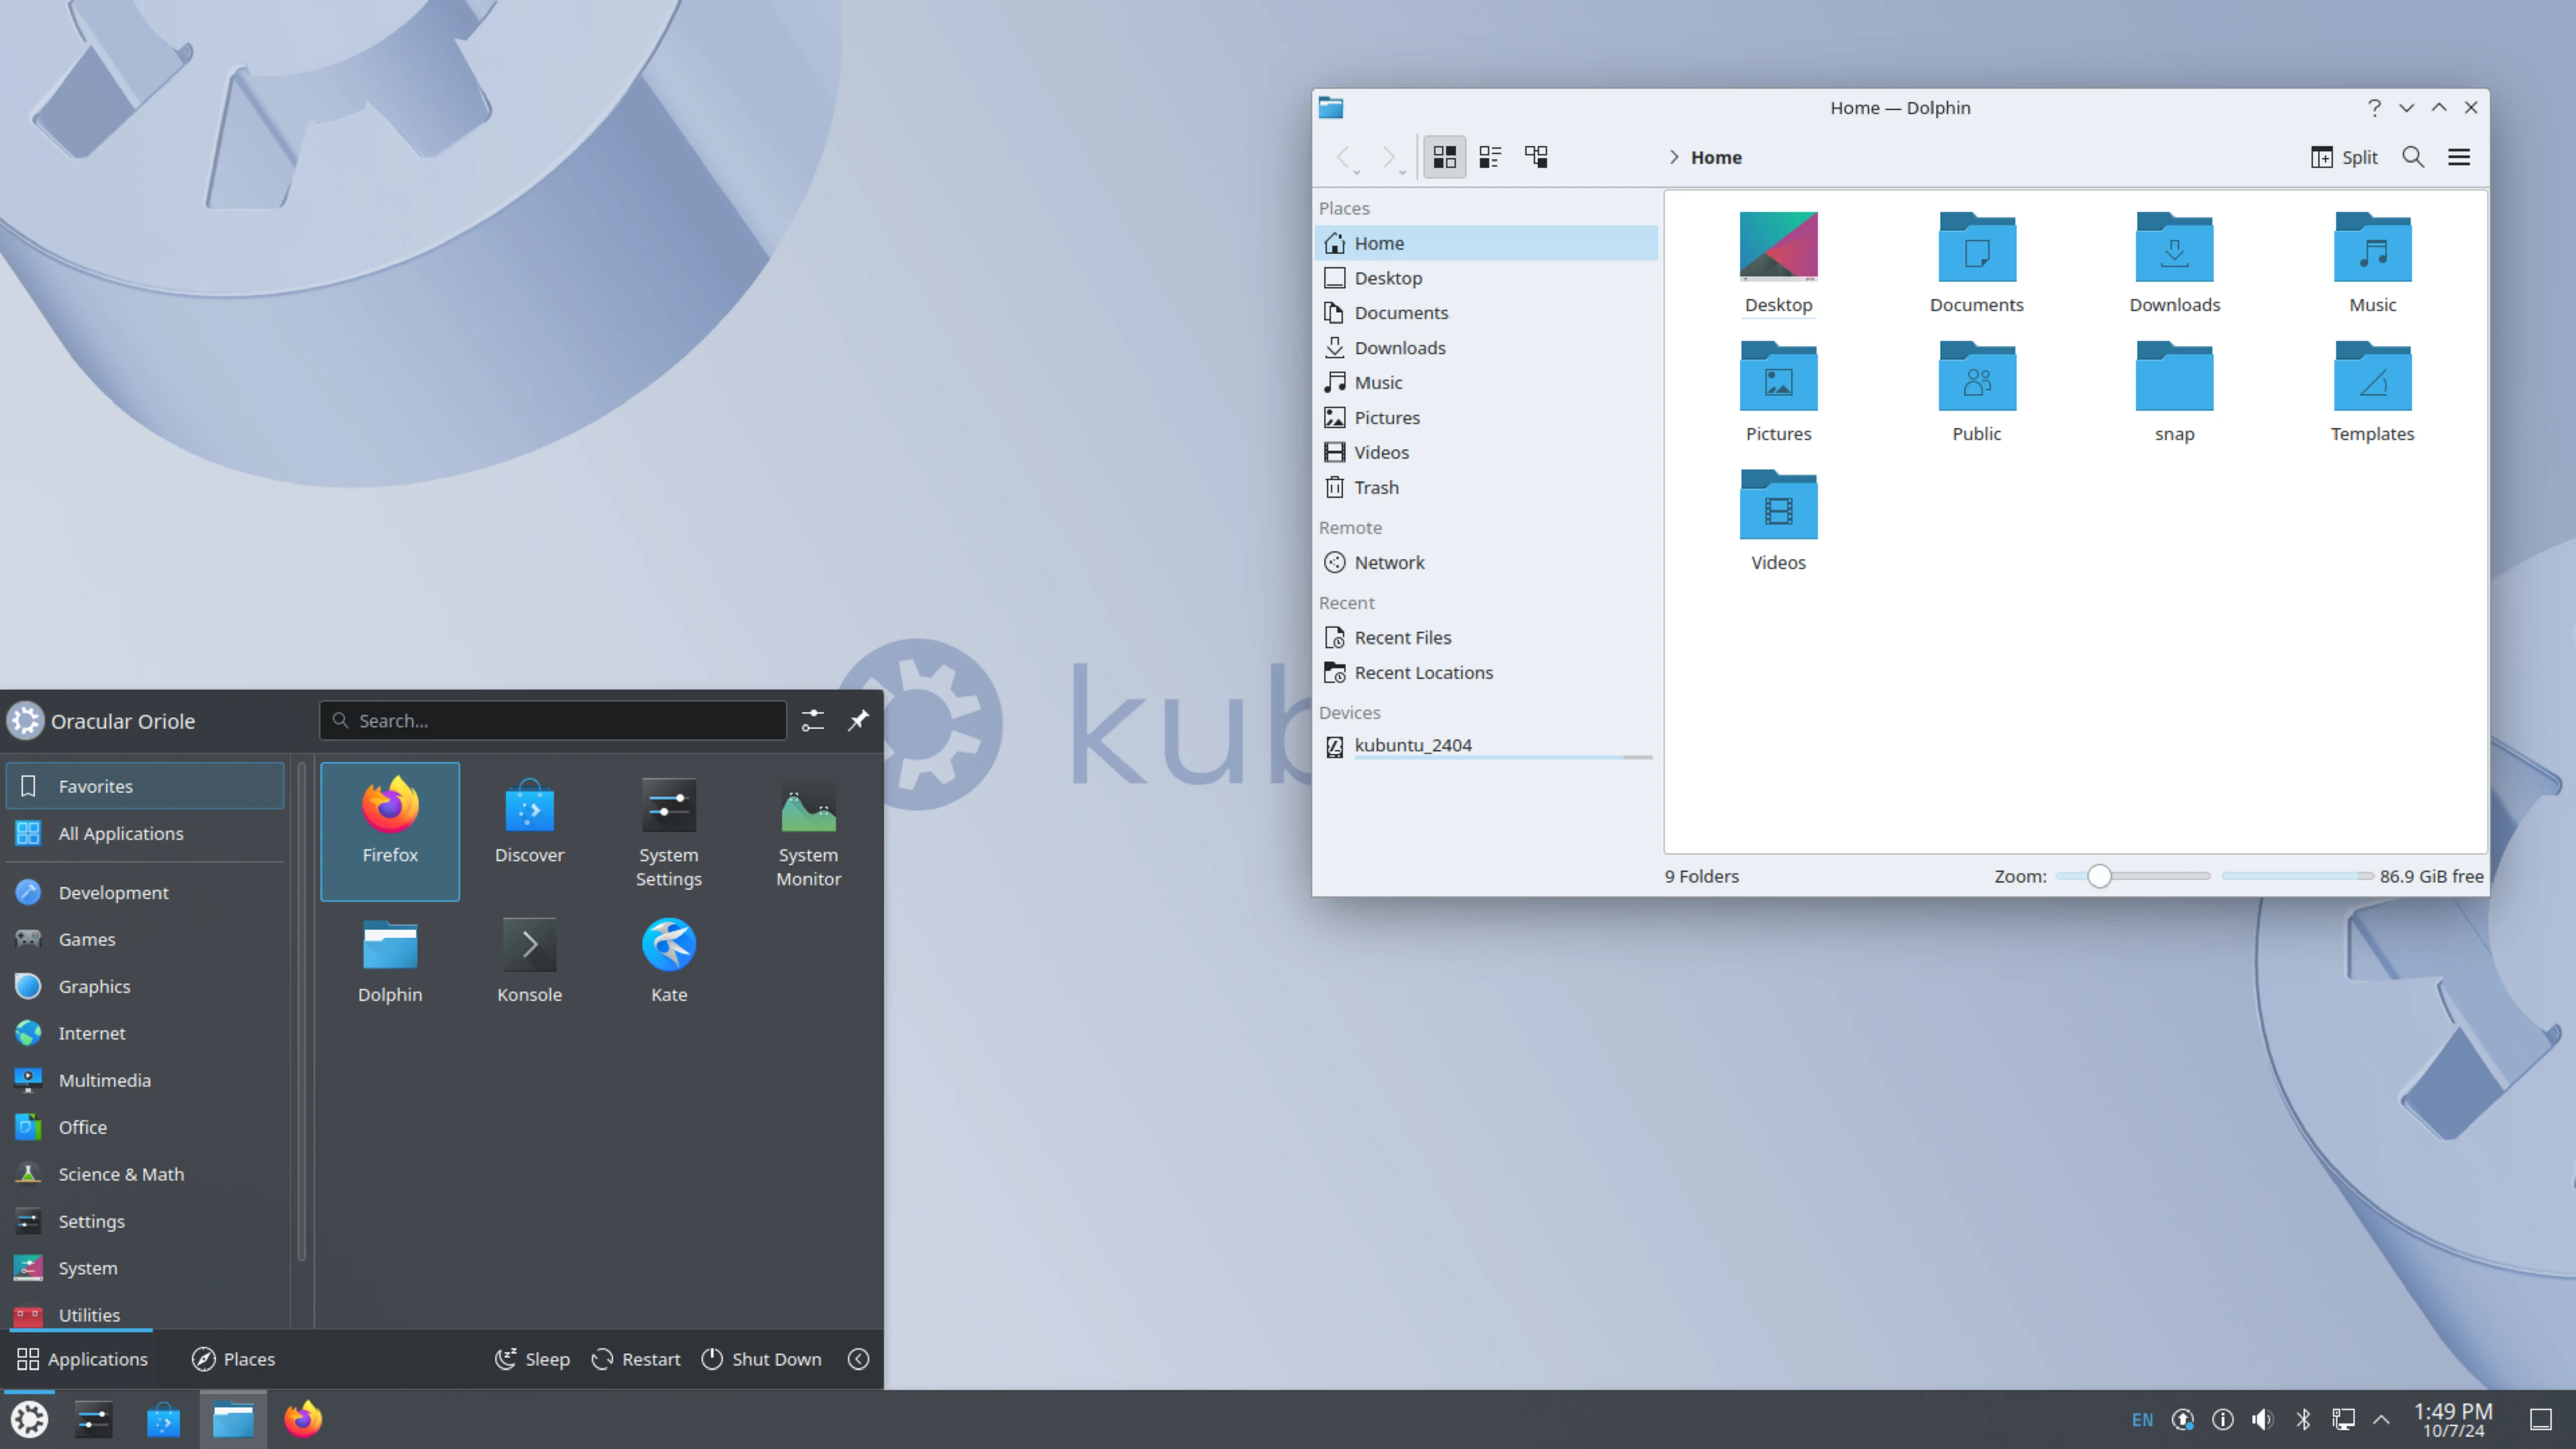 Home — Dolphin
Home
Split
Places
Home
Desktop
Documents
Downloads
Music
Pictures
Videos
Trash
Remote
Network
Recent
Recent Files
Recent Locations
Devices
kubuntu_2404
Desktop
Documents
Downloads
Music
Pictures
Public
snap
Templates
Videos
9 Folders
Zoom:
86.9 GiB free
kub
Oracular Oriole
Search...
Favorites
All Applications
Development
Games
Graphics
Internet
Multimedia
Office
Science & Math
Settings
System
Utilities
Firefox
Discover
System
Settings
System
Monitor
Dolphin
Konsole
Kate
Applications
Places
Sleep
Restart
Shut Down
EN
1:49 PM
10/7/24